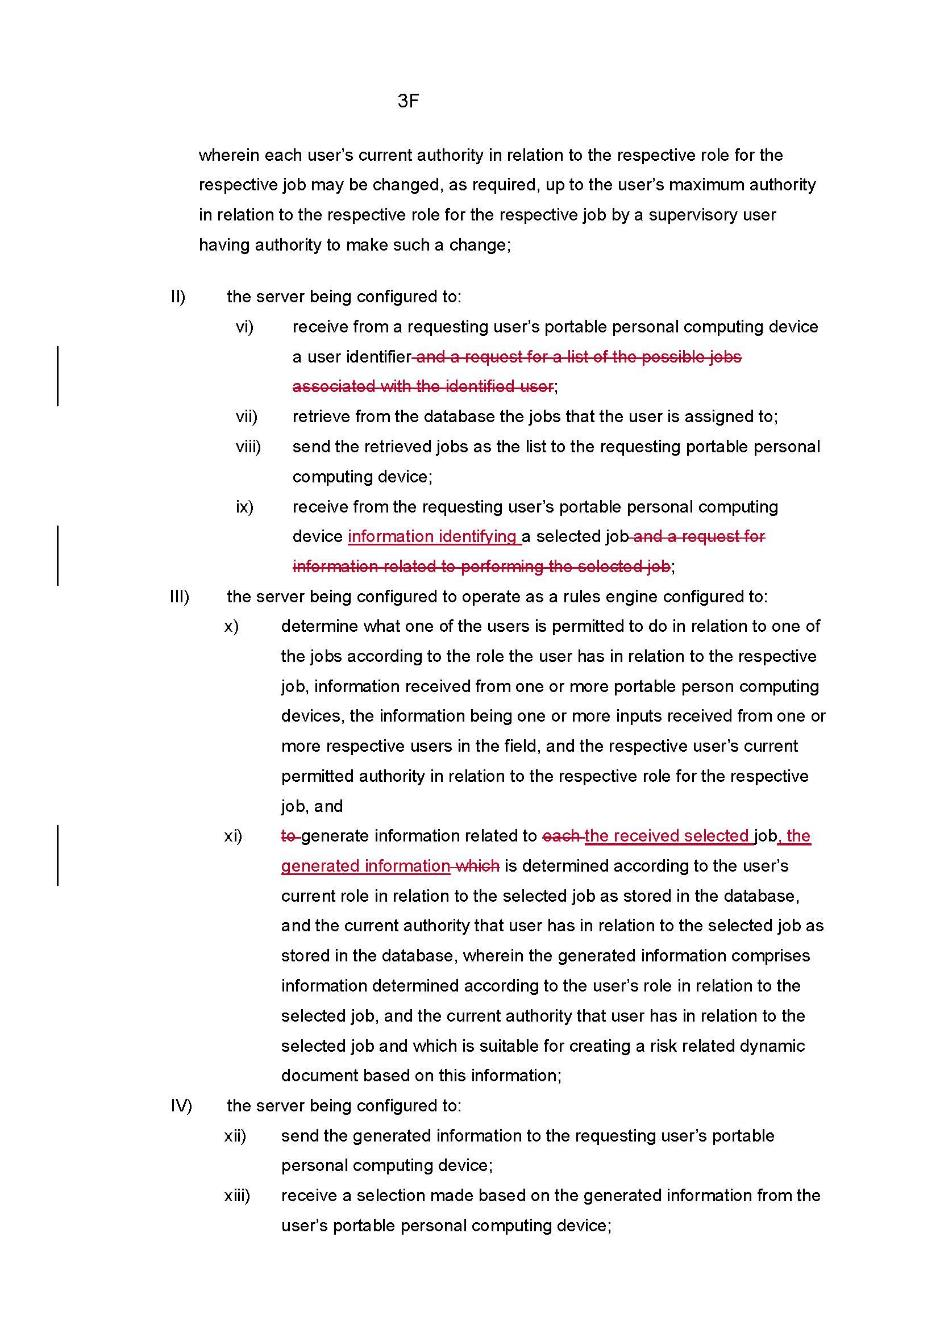 3F
wherein each user's current authority in relation to the respective role for the
respective job may be changed, as required, up to the user's maximum authority
in relation to the respective role for the respective job by a supervisory user
having authority to make such a change;
II) the server being configured to:
vi) receive from a requesting user's portable personal computing device
a user identifier and a request for a list of the possible jobs
associated with the identified user;
vii) retrieve from the database the jobs that the user is assigned to;
viii) send the retrieved jobs as the list to the requesting portable personal
computing device;
ix) receive from the requesting user's portable personal computing
device information identifying a selected job and a request for
information related to performing the selected job;
III) the server being configured to operate as a rules engine configured to:
x) determine what one of the users is permitted to do in relation to one of
the jobs according to the role the user has in relation to the respective
job, information received from one or more portable person computing
devices, the information being one or more inputs received from one or
more respective users in the field, and the respective user's current
permitted authority in relation to the respective role for the respective
job, and
xi) to generate information related to each the received selected job, the
generated information which is determined according to the user's
current role in relation to the selected job as stored in the database,
and the current authority that user has in relation to the selected job as
stored in the database, wherein the generated information comprises
information determined according to the user's role in relation to the
selected job, and the current authority that user has in relation to the
selected job and which is suitable for creating a risk related dynamic
document based on this information;
IV) the server being configured to:
xii) send the generated information to the requesting user's portable
personal computing device;
xiii) receive a selection made based on the generated information from the
user's portable personal computing device;